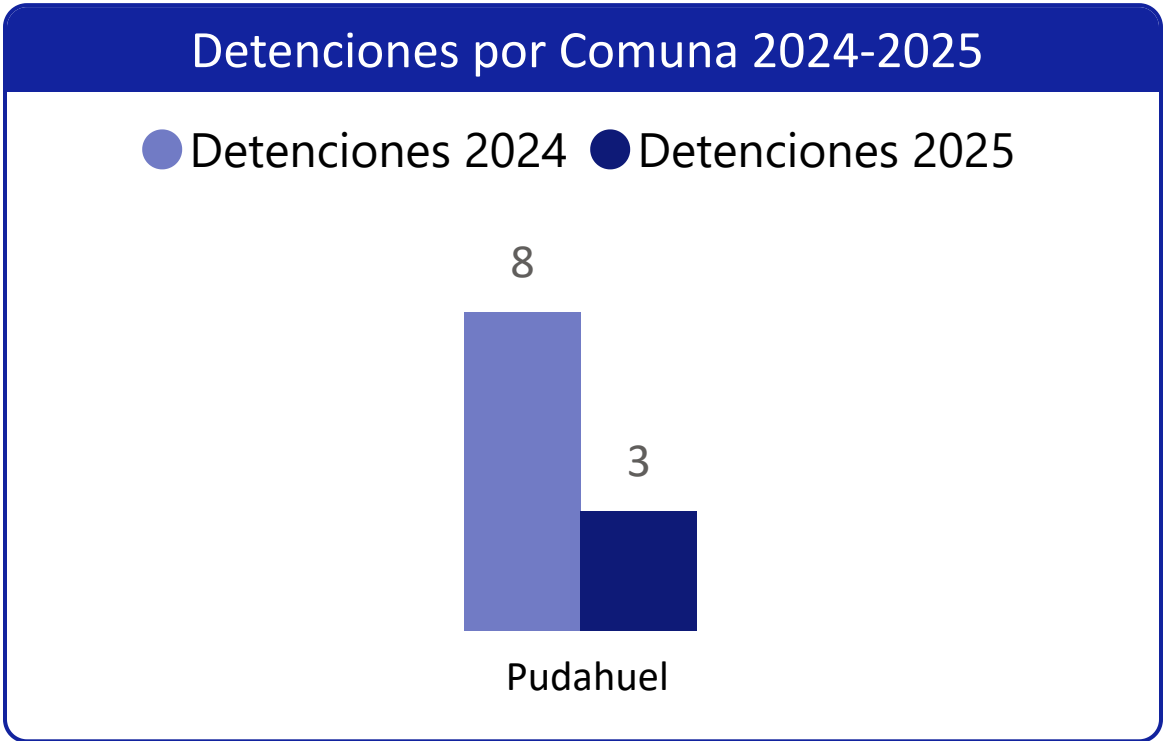 Detenciones por Comuna 2024-2025
Detenciones 2024 Detenciones 2025
8
3
Pudahuel